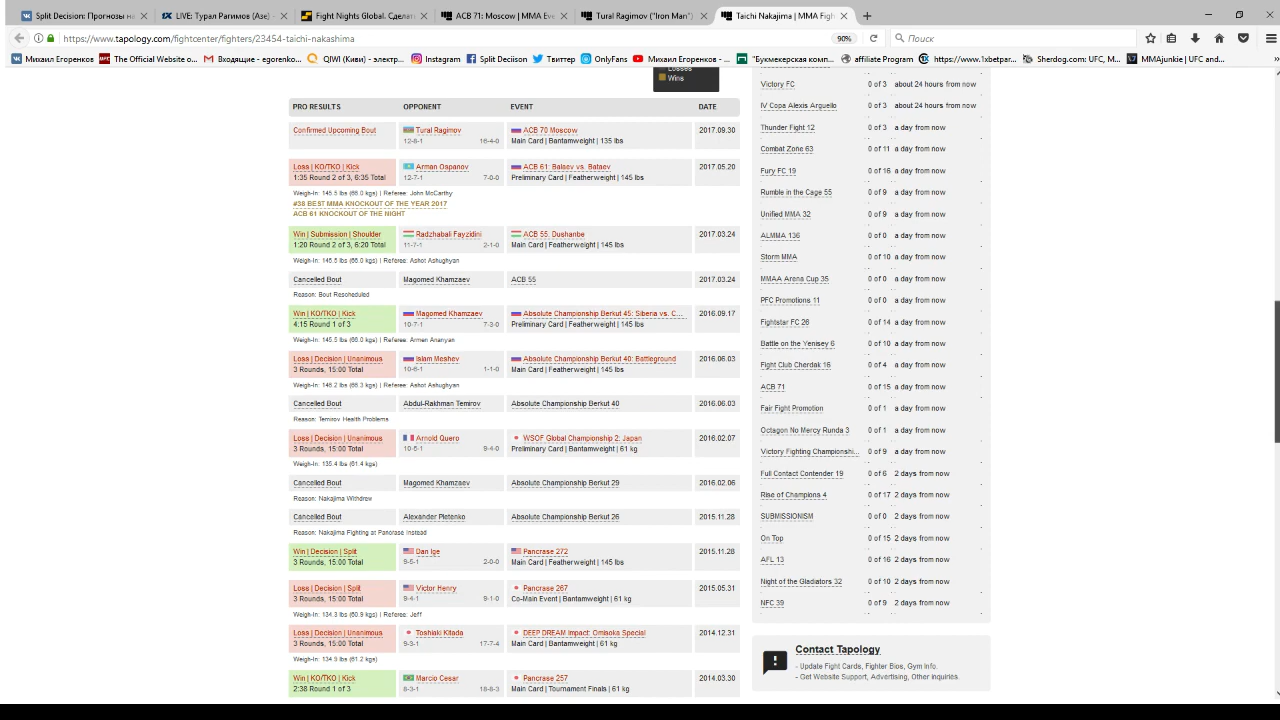 Split Decision: Прогнозы на
LIVE: Турал Рагимов (Азе) -
Fight Nights Global. Сделать
ACB 71: Moscow | MMA Eve
Tural Ragimov ("Iron Man")
Taichi Nakajima | MMA Figh
https://www.tapology.com/fightcenter/fighters/23454-taichi-nakashima
90%
Поиск
Михаил Егоренков
The Official Website o...
Входящие - egorenko...
QIWI (Киви) - электр...
Instagram
Split Deciison
Твиттер
OnlyFans
Михаил Егоренков - ...
"Букмекерская комп...
affiliate Program
https://www.1xbetpar...
Sherdog.com: UFC, M...
MMAjunkie | UFC and...
Losses
Wins
PRO RESULTS OPPONENT EVENT DATE
Confirmed Upcoming Bout Tural Ragimov ACB 70 Moscow 2017.09.30
12-8-1 16-4-0 Main Card | Bantamweight | 135 lbs
Loss | KO/TKO | Kick Arman Ospanov ACB 61: Balaev vs. Bataev 2017.05.20
1:35 Round 2 of 3, 6:35 Total 12-7-1 7-0-0 Preliminary Card | Featherweight | 145 lbs
Weigh-In: 145.5 lbs (66.0 kgs) | Referee: John McCarthy
#38 BEST MMA KNOCKOUT OF THE YEAR 2017
ACB 61 KNOCKOUT OF THE NIGHT
Win | Submission | Shoulder Radzhabali Fayzidini ACB 55: Dushanbe 2017.03.24
1:20 Round 2 of 3, 6:20 Total 11-7-1 2-1-0 Main Card | Featherweight | 145 lbs
Weigh-In: 145.5 lbs (66.0 kgs) | Referee: Ashot Ashughyan
Cancelled Bout Magomed Khamzaev ACB 55 2017.03.24
Reason: Bout Rescheduled
Win | KO/TKO | Kick Magomed Khamzaev Absolute Championship Berkut 45: Siberia vs. C... 2016.09.17
4:15 Round 1 of 3 10-7-1 7-3-0 Preliminary Card | Featherweight | 145 lbs
Weigh-In: 145.5 lbs (66.0 kgs) | Referee: Armen Ananyan
Loss | Decision | Unanimous Islam Meshev Absolute Championship Berkut 40: Battleground 2016.06.03
3 Rounds, 15:00 Total 10-6-1 1-1-0 Main Card | Featherweight | 145 lbs
Weigh-In: 146.2 lbs (66.3 kgs) | Referee: Ashot Ashughyan
Cancelled Bout Abdul-Rakhman Temirov Absolute Championship Berkut 40 2016.06.03
Reason: Temirov Health Problems
Loss | Decision | Unanimous Arnold Quero WSOF Global Championship 2: Japan 2016.02.07
3 Rounds, 15:00 Total 10-5-1 9-4-0 Preliminary Card | Bantamweight | 61 kg
Weigh-In: 135.4 lbs (61.4 kgs)
Cancelled Bout Magomed Khamzaev Absolute Championship Berkut 29 2016.02.06
Reason: Nakajima Withdrew
Cancelled Bout Alexander Pletenko Absolute Championship Berkut 26 2015.11.28
Reason: Nakajima Fighting at Pancrase Instead
Win | Decision | Split Dan Ige Pancrase 272 2015.11.28
3 Rounds, 15:00 Total 9-5-1 2-0-0 Main Card | Featherweight | 145 lbs
Loss | Decision | Split Victor Henry Pancrase 267 2015.05.31
3 Rounds, 15:00 Total 9-4-1 9-1-0 Co-Main Event | Bantamweight | 61 kg
Weigh-In: 134.3 lbs (60.9 kgs) | Referee: Jeff
Loss | Decision | Unanimous Toshiaki Kitada DEEP DREAM Impact: Omisoka Special 2014.12.31
3 Rounds, 15:00 Total 9-3-1 17-7-4 Main Card | Bantamweight | 61 kg
Weigh-In: 134.9 lbs (61.2 kgs)
Win | KO/TKO | Kick Marcio Cesar Pancrase 257 2014.03.30
2:38 Round 1 of 3 8-3-1 18-8-3 Main Card | Tournament Finals | 61 kg
Victory FC 0 of 3 about 24 hours from now
IV Copa Alexis Arguello 0 of 3 about 24 hours from now
Thunder Fight 12 0 of 3 a day from now
Combat Zone 63 0 of 11 a day from now
Fury FC 19 0 of 16 a day from now
Rumble in the Cage 55 0 of 9 a day from now
Unified MMA 32 0 of 9 a day from now
ALMMA 136 0 of 0 a day from now
Storm MMA 0 of 10 a day from now
MMAA Arena Cup 35 0 of 0 a day from now
PFC Promotions 11 0 of 0 a day from now
Fightstar FC 26 0 of 14 a day from now
Battle on the Yenisey 6 0 of 10 a day from now
Fight Club Cherdak 16 0 of 4 a day from now
ACB 71 0 of 15 a day from now
Fair Fight Promotion 0 of 1 a day from now
Octagon No Mercy Runda 3 0 of 1 a day from now
Victory Fighting Championshi... 0 of 9 a day from now
Full Contact Contender 19 0 of 6 2 days from now
Rise of Champions 4 0 of 17 2 days from now
SUBMISSIONISM 0 of 0 2 days from now
On Top 0 of 15 2 days from now
AFL 13 0 of 16 2 days from now
Night of the Gladiators 32 0 of 10 2 days from now
NFC 39 0 of 9 2 days from now
Contact Tapology
- Update Fight Cards, Fighter Bios, Gym Info.
- Get Website Support, Advertising, Other inquiries.